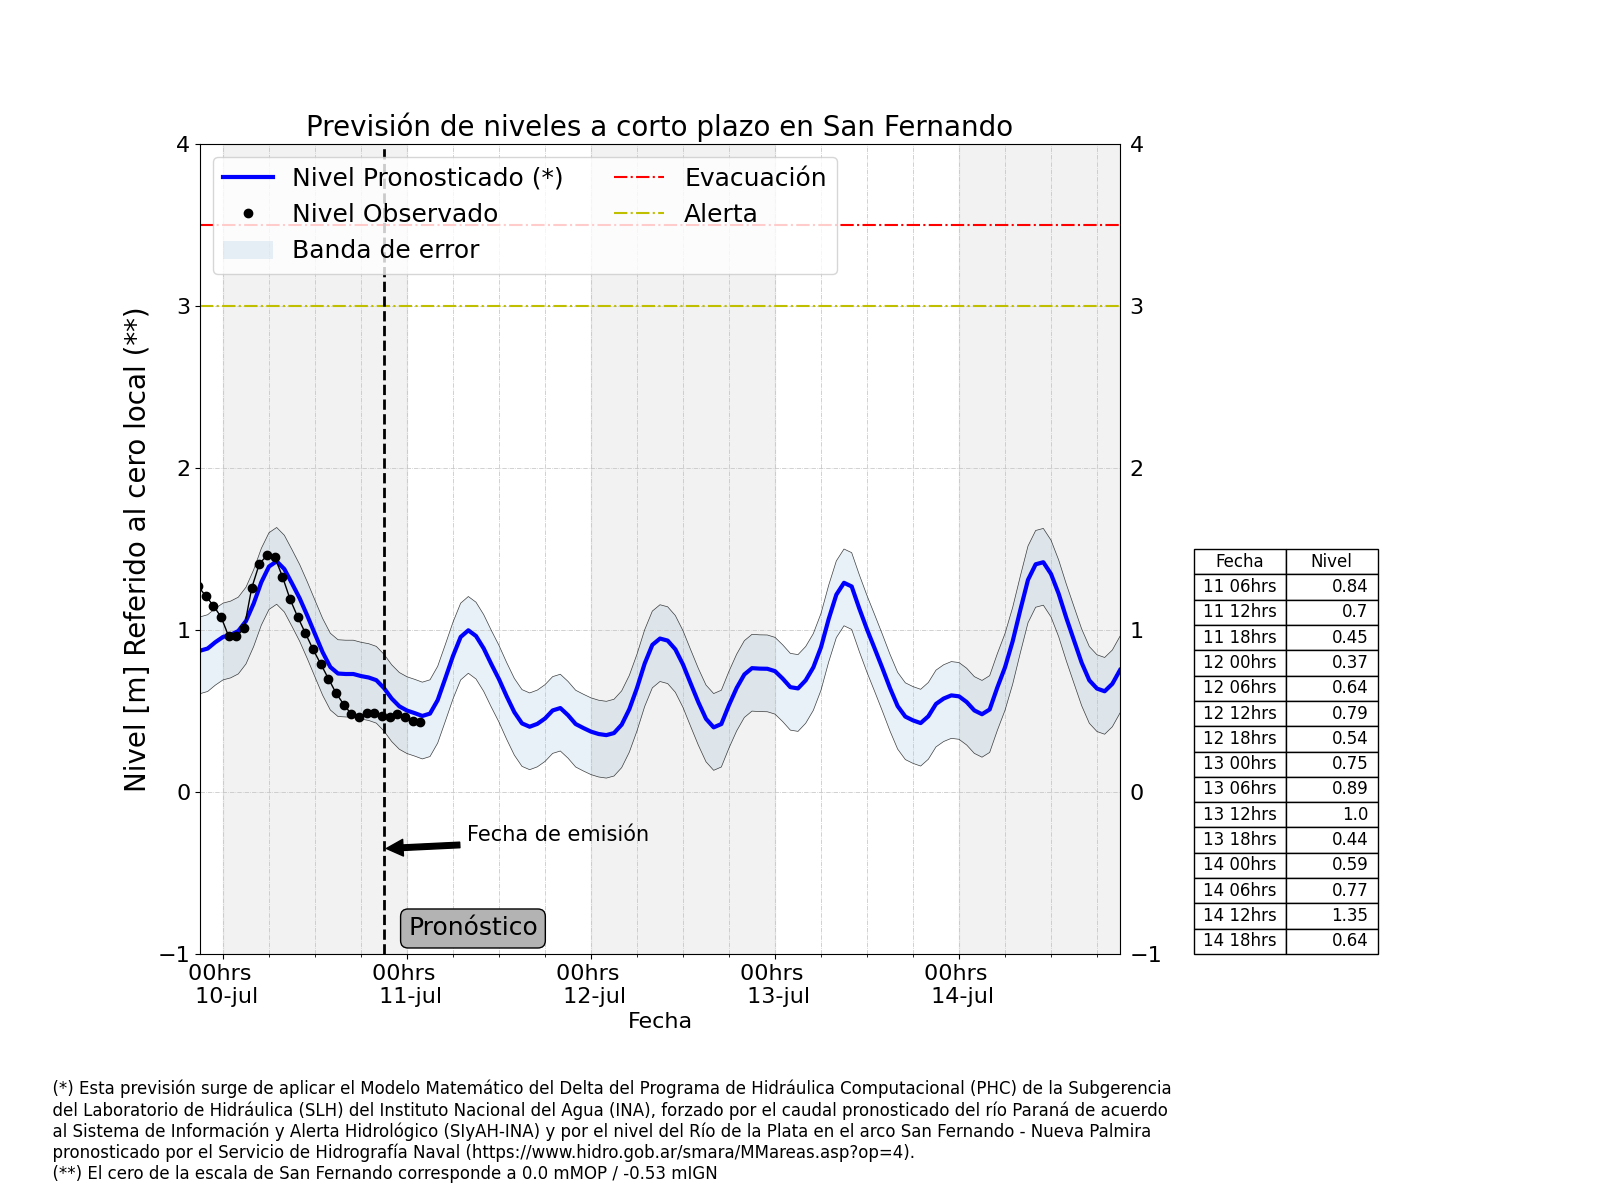 Previsión de niveles a corto plazo en San Fernando
Nivel Pronosticado (*)
Nivel Observado
Banda de error
Evacuación
Alerta
Nivel [m] Referido al cero local (**)
4
3
2
1
0
−1
4
3
2
1
0
−1
Fecha de emisión
Pronóstico
00hrs
10-jul
00hrs
11-jul
00hrs
12-jul
00hrs
13-jul
00hrs
14-jul
Fecha
Fecha Nivel
11 06hrs 0.84
11 12hrs 0.7
11 18hrs 0.45
12 00hrs 0.37
12 06hrs 0.64
12 12hrs 0.79
12 18hrs 0.54
13 00hrs 0.75
13 06hrs 0.89
13 12hrs 1.0
13 18hrs 0.44
14 00hrs 0.59
14 06hrs 0.77
14 12hrs 1.35
14 18hrs 0.64
(*) Esta previsión surge de aplicar el Modelo Matemático del Delta del Programa de Hidráulica Computacional (PHC) de la Subgerencia
del Laboratorio de Hidráulica (SLH) del Instituto Nacional del Agua (INA), forzado por el caudal pronosticado del río Paraná de acuerdo
al Sistema de Información y Alerta Hidrológico (SIyAH-INA) y por el nivel del Río de la Plata en el arco San Fernando - Nueva Palmira
pronosticado por el Servicio de Hidrografía Naval (https://www.hidro.gob.ar/smara/MMareas.asp?op=4).
(**) El cero de la escala de San Fernando corresponde a 0.0 mMOP / -0.53 mIGN